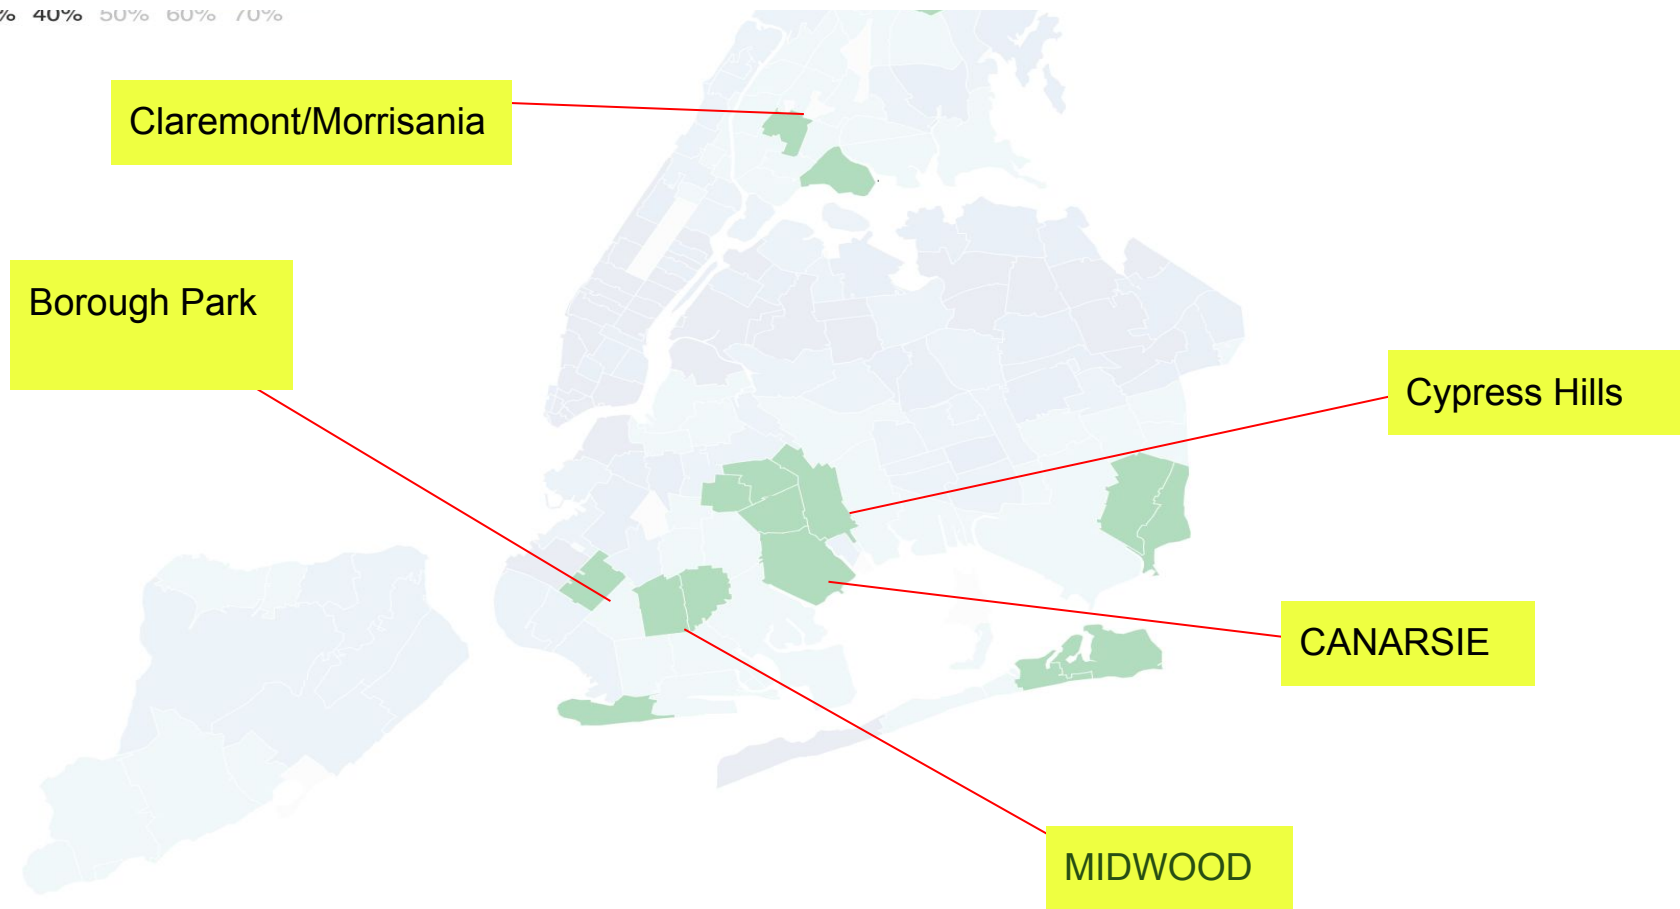 % 40% 50% 60% 70%
Claremont/Morrisania
Borough Park
Cypress Hills
CANARSIE
MIDWOOD